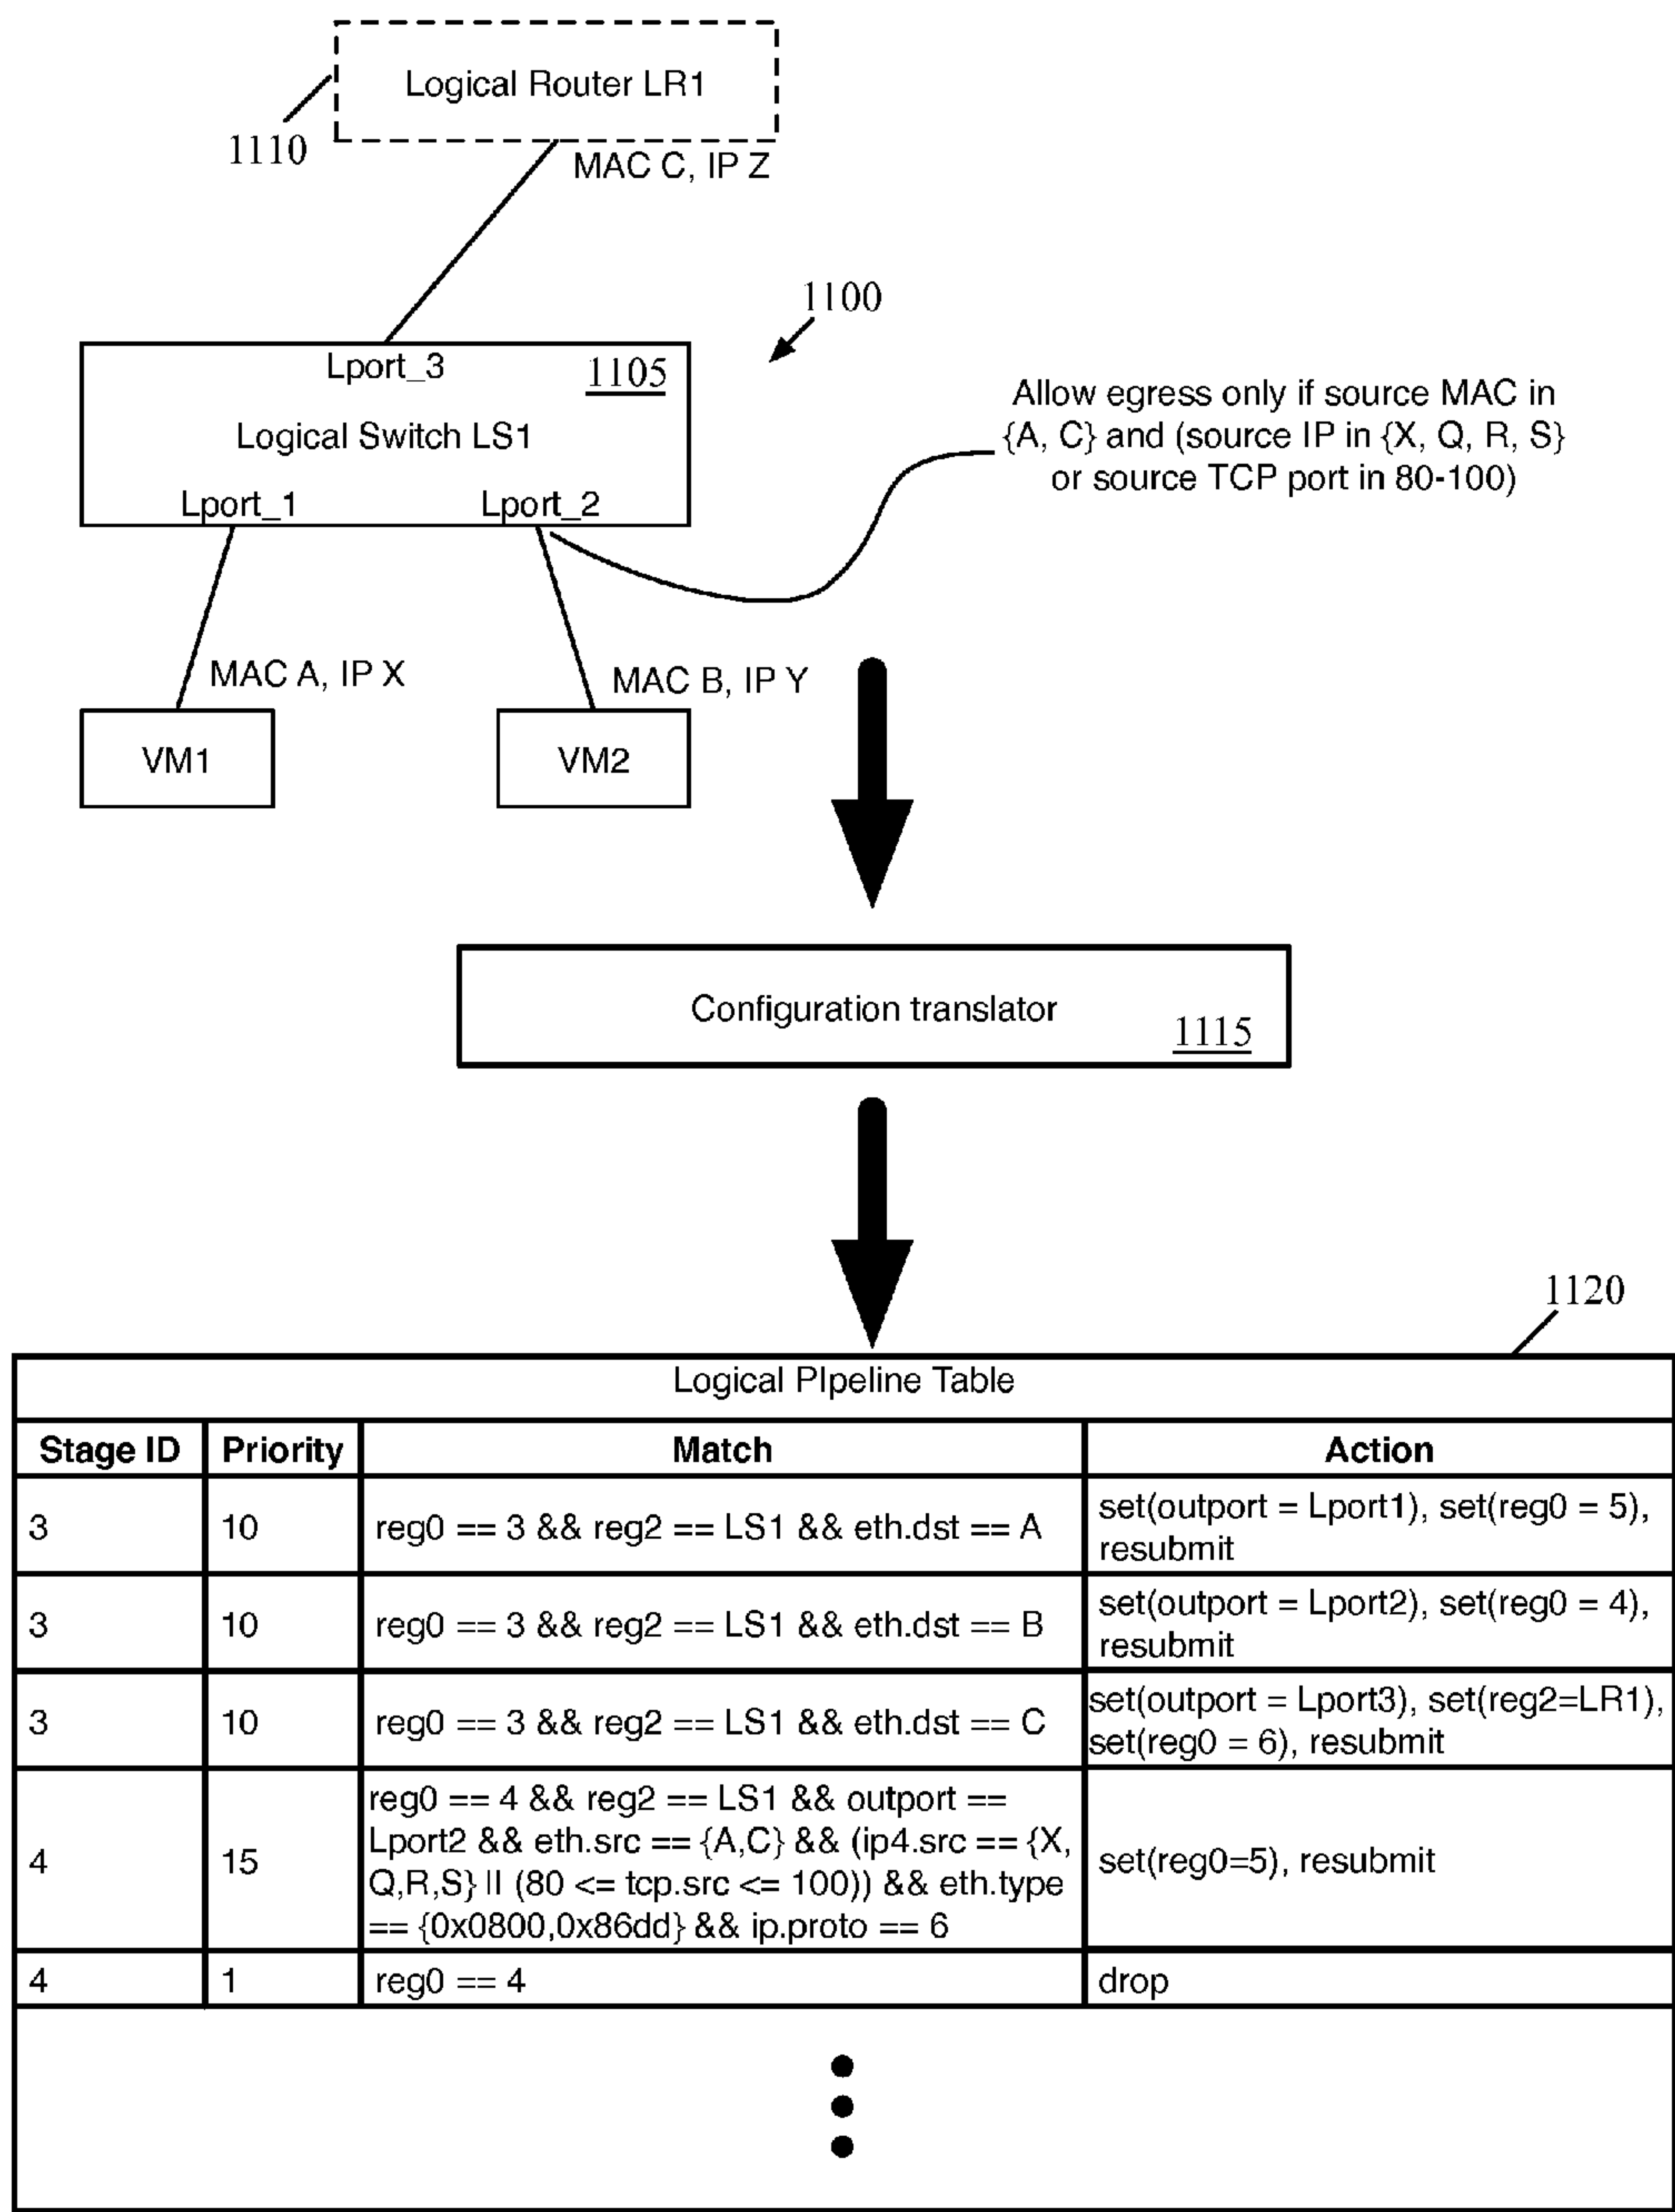 Logical Router LR1
1110
MAC C, IP Z
1100
Lport_3
1105
Logical Switch LS1
Lport_1
Lport_2
Allow egress only if source MAC in
{A, C} and (source IP in {X, Q, R, S}
or source TCP port in 80-100)
MAC A, IP X
MAC B, IP Y
VM1
VM2
Configuration translator
1115
1120
Logical PIpeline Table
Stage ID
Priority
Match
Action
3
10
reg0 == 3 && reg2 == LS1 && eth.dst == A
set(outport = Lport1), set(reg0 = 5),
resubmit
3
10
reg0 == 3 && reg2 == LS1 && eth.dst == B
set(outport = Lport2), set(reg0 = 4),
resubmit
3
10
reg0 == 3 && reg2 == LS1 && eth.dst == C
set(outport = Lport3), set(reg2=LR1),
set(reg0 = 6), resubmit
4
15
reg0 == 4 && reg2 == LS1 && outport ==
Lport2 && eth.src == {A,C} && (ip4.src == {X,
Q,R,S} II (80 <= tcp.src <= 100)) && eth.type
== {0x0800,0x86dd} && ip.proto == 6
set(reg0=5), resubmit
4
1
reg0 == 4
drop